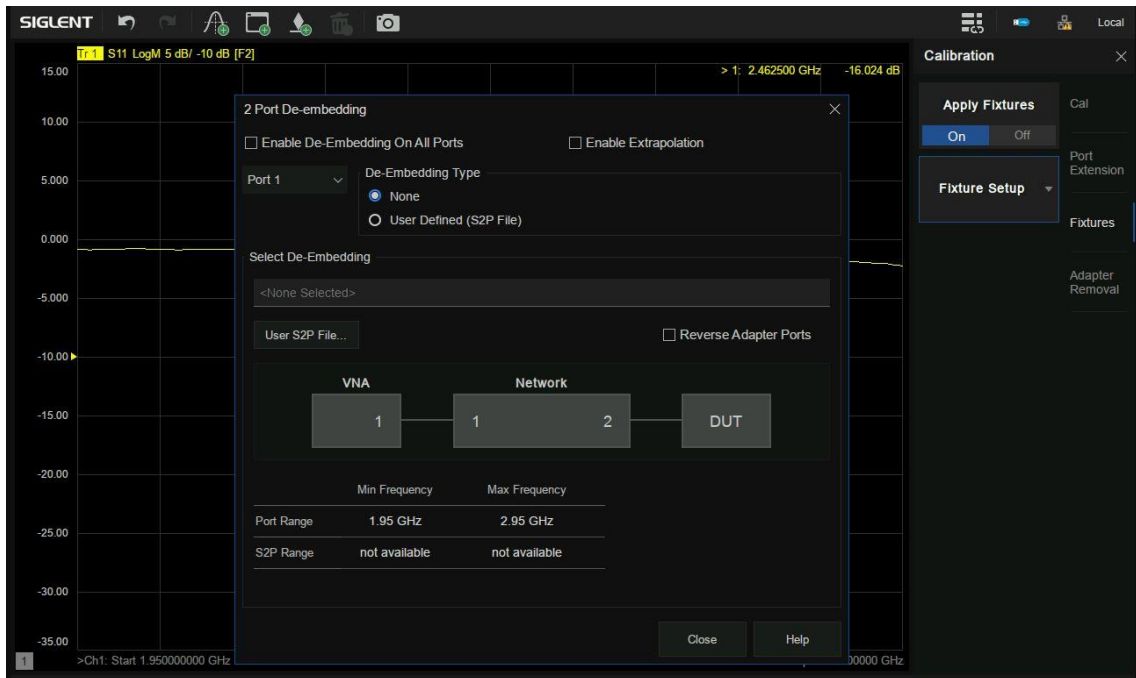 SIGLENT
Local
Tr 1 S11 LogM 5 dB/ -10 dB [F2]
> 1: 2.462500 GHz -16.024 dB
15.00
10.00
5.000
0.000
-5.000
-10.00
-15.00
-20.00
-25.00
-30.00
-35.00
1
>Ch1: Start 1.950000000 GHz
00000 GHz
2 Port De-embedding
Enable De-Embedding On All Ports
Enable Extrapolation
Port 1
De-Embedding Type
None
User Defined (S2P File)
Select De-Embedding
<None Selected>
User S2P File...
Reverse Adapter Ports
VNA
Network
1
1
2
DUT
Min Frequency Max Frequency
Port Range 1.95 GHz 2.95 GHz
S2P Range not available not available
Close
Help
Calibration
Apply Fixtures
On Off
Fixture Setup
Cal
Port
Extension
Fixtures
Adapter
Removal